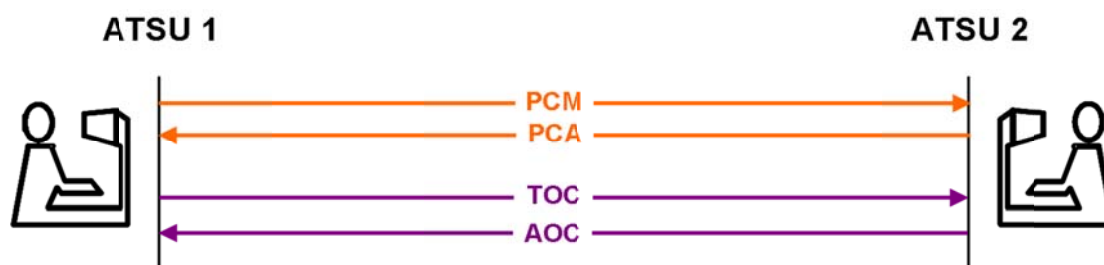 ATSU 1 ATSU 2
PCM
PCA
TOC
AOC